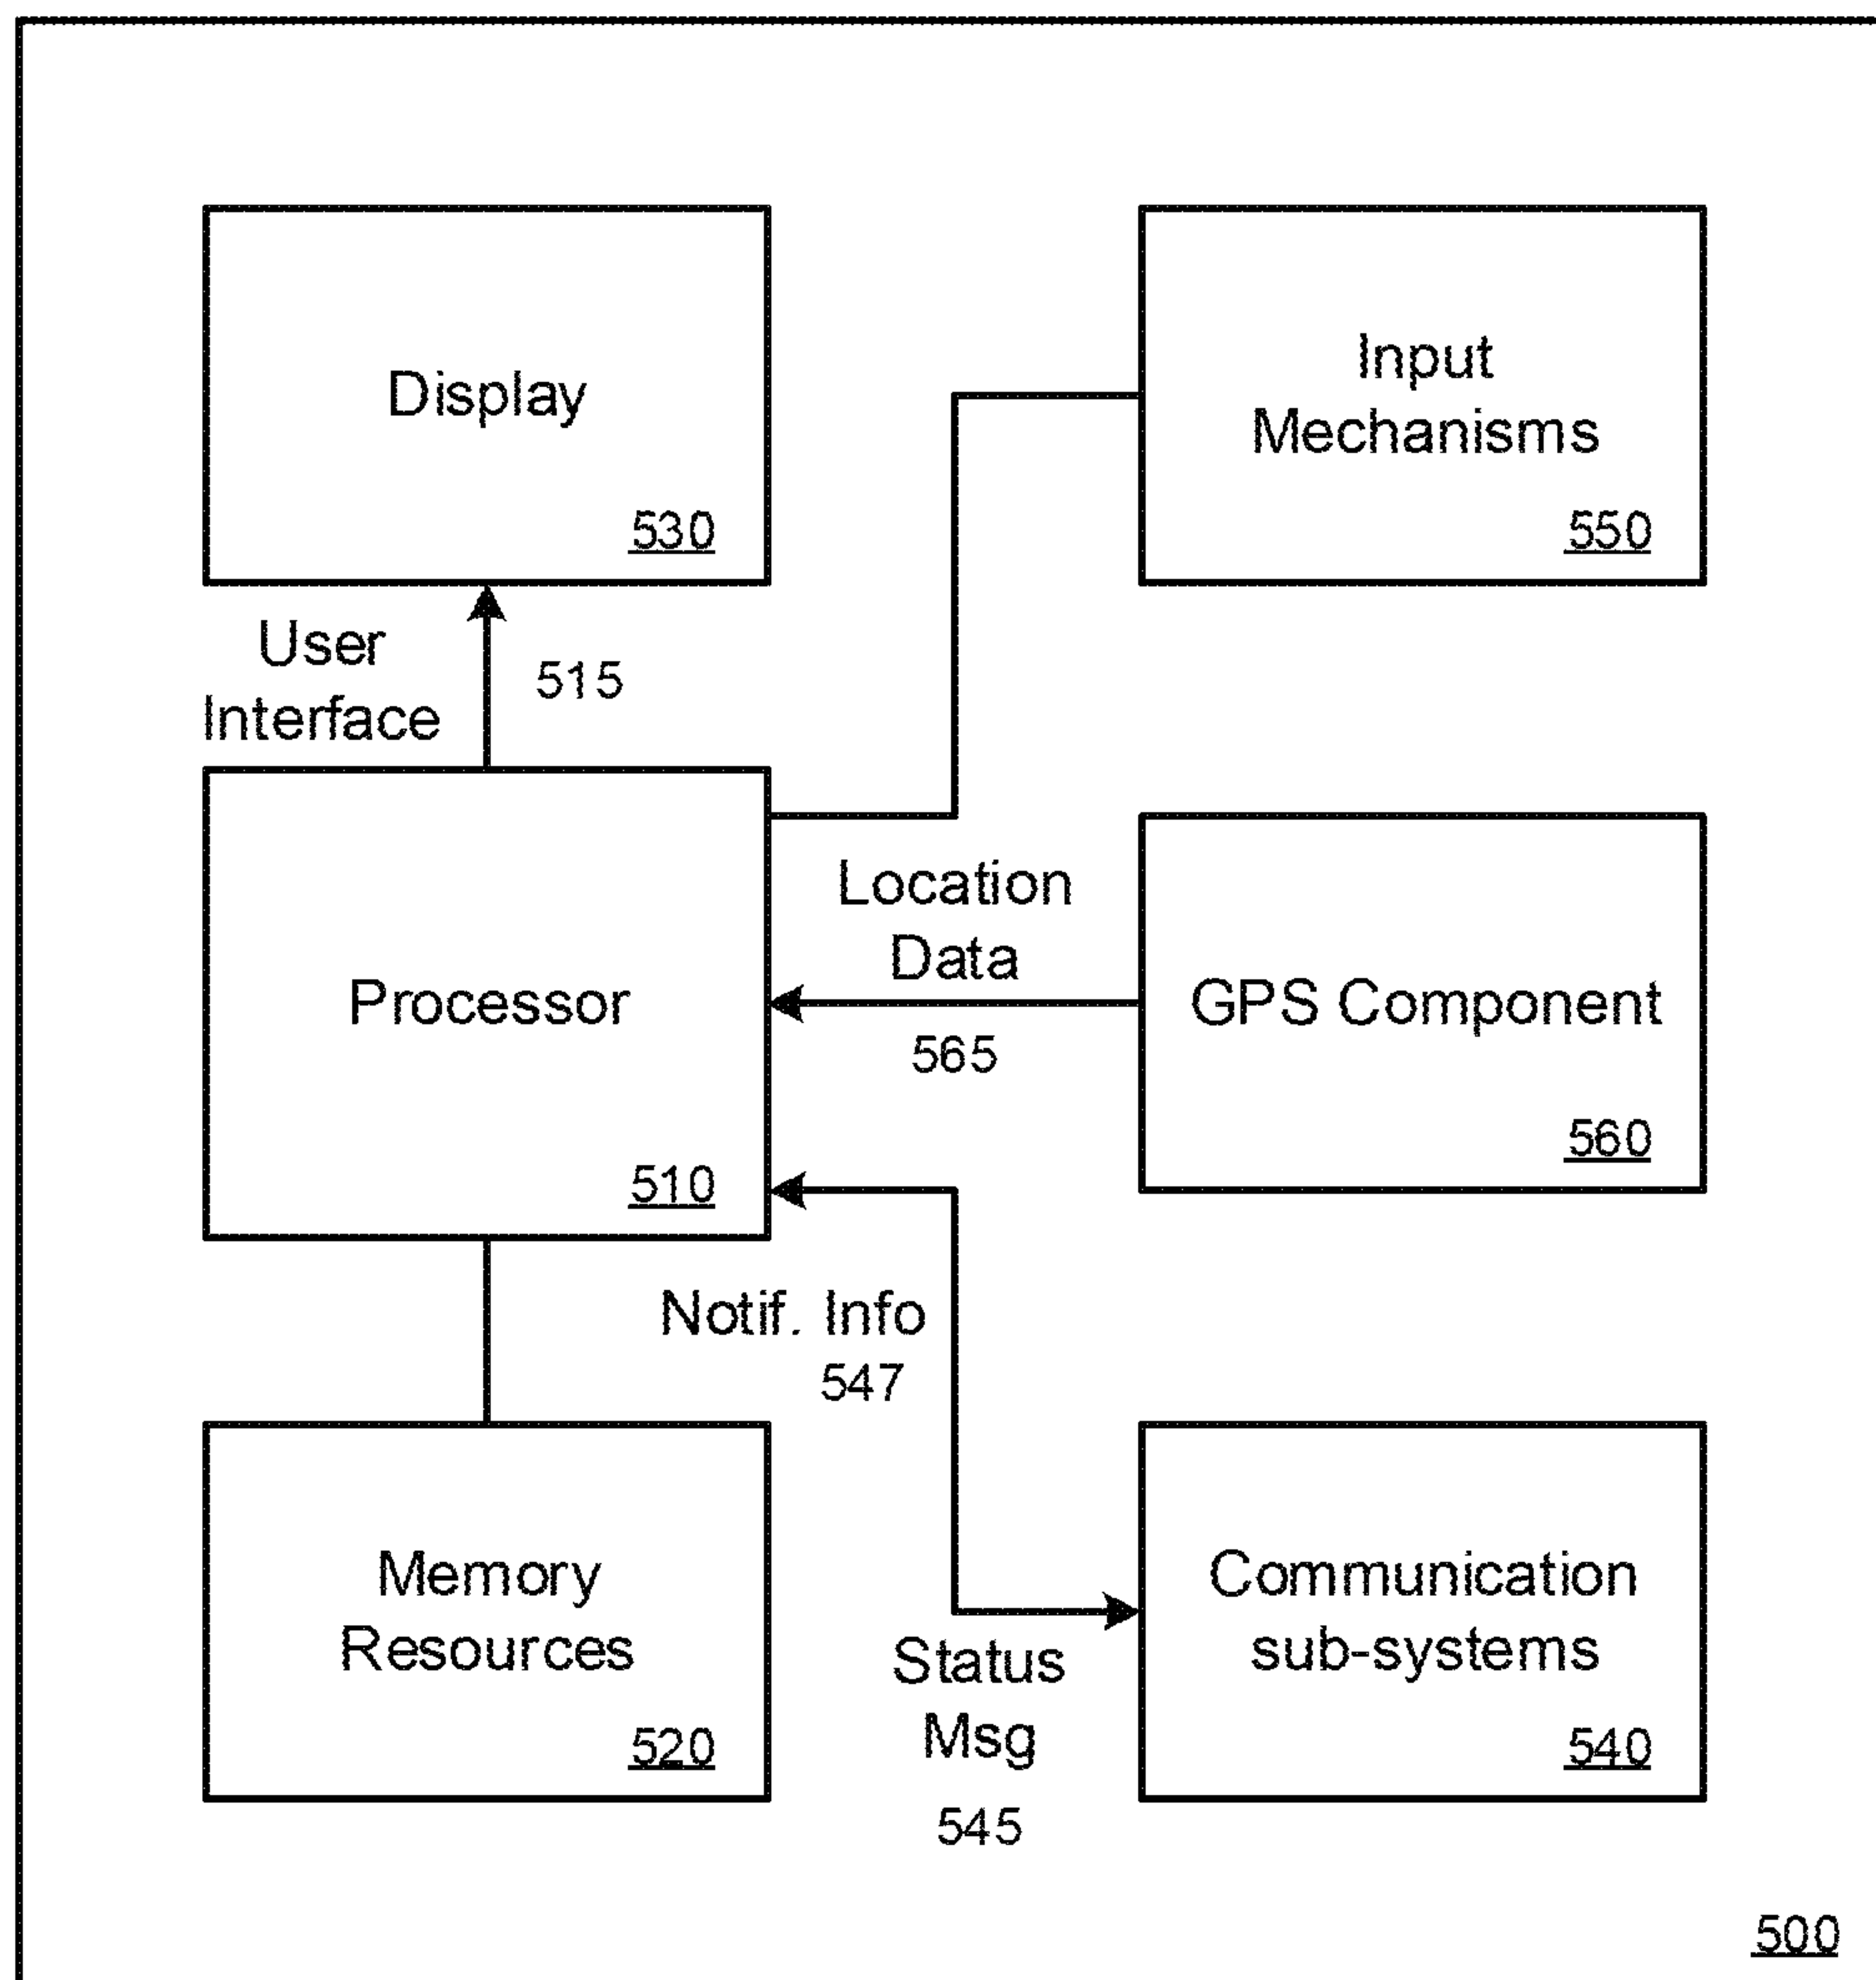 Display
530
Input
Mechanisms
550
User
Interface
515
Processor
510
Location
Data
565
GPS Component
560
Notif. Info
547
Memory
Resources
520
Status
Msg
545
Communication
sub-systems
540
500